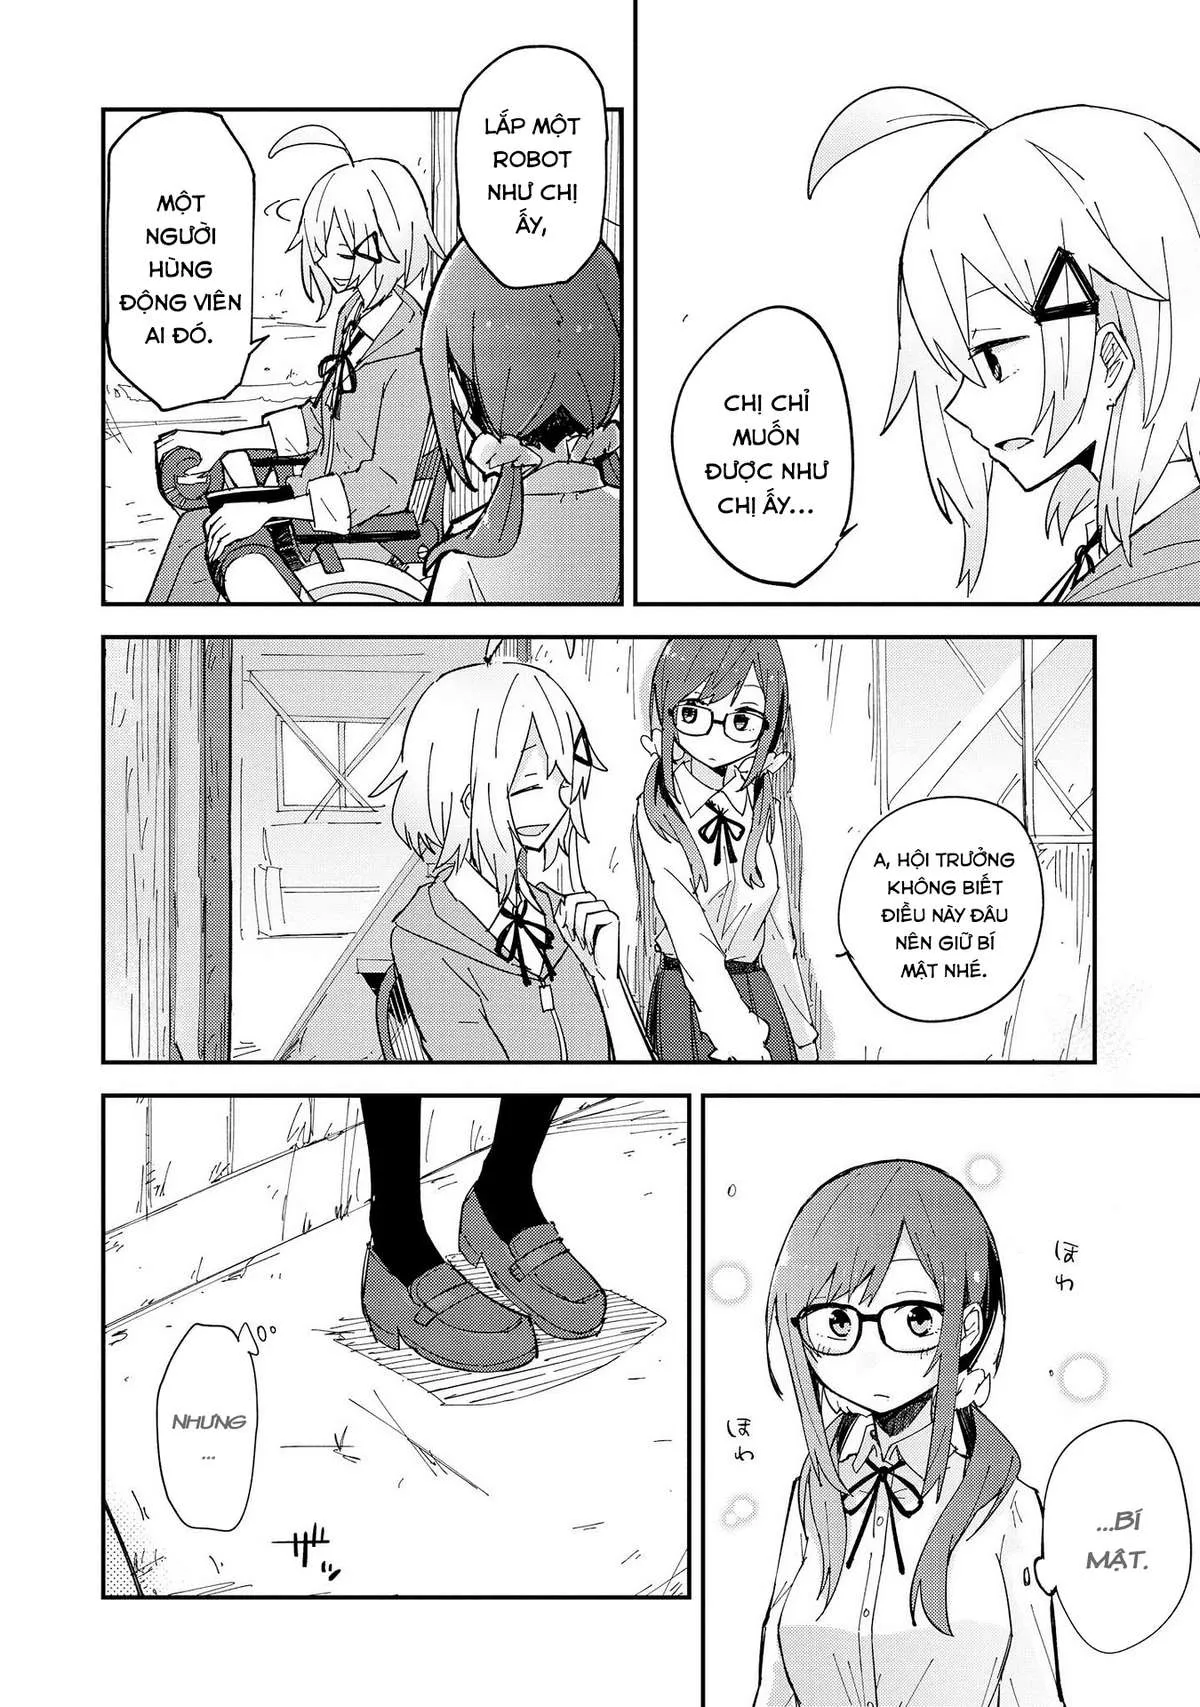 CHỊ CHỈ
MUỐN
ĐƯỢC NHƯ
CHỊ ẤY...
LẮP MỘT
ROBOT
NHƯ CHỊ
ẤY,
MỘT
NGƯỜI
HÙNG
ĐỘNG VIÊN
AI ĐÓ.
A, HỘI TRƯỞNG
KHÔNG BIẾT
ĐIỀU NÀY ĐÂU
NÊN GIỮ BÍ
MẬT NHÉ.
ほわ
ほわ
...BÍ
MẬT.
NHƯNG
...
ザッ